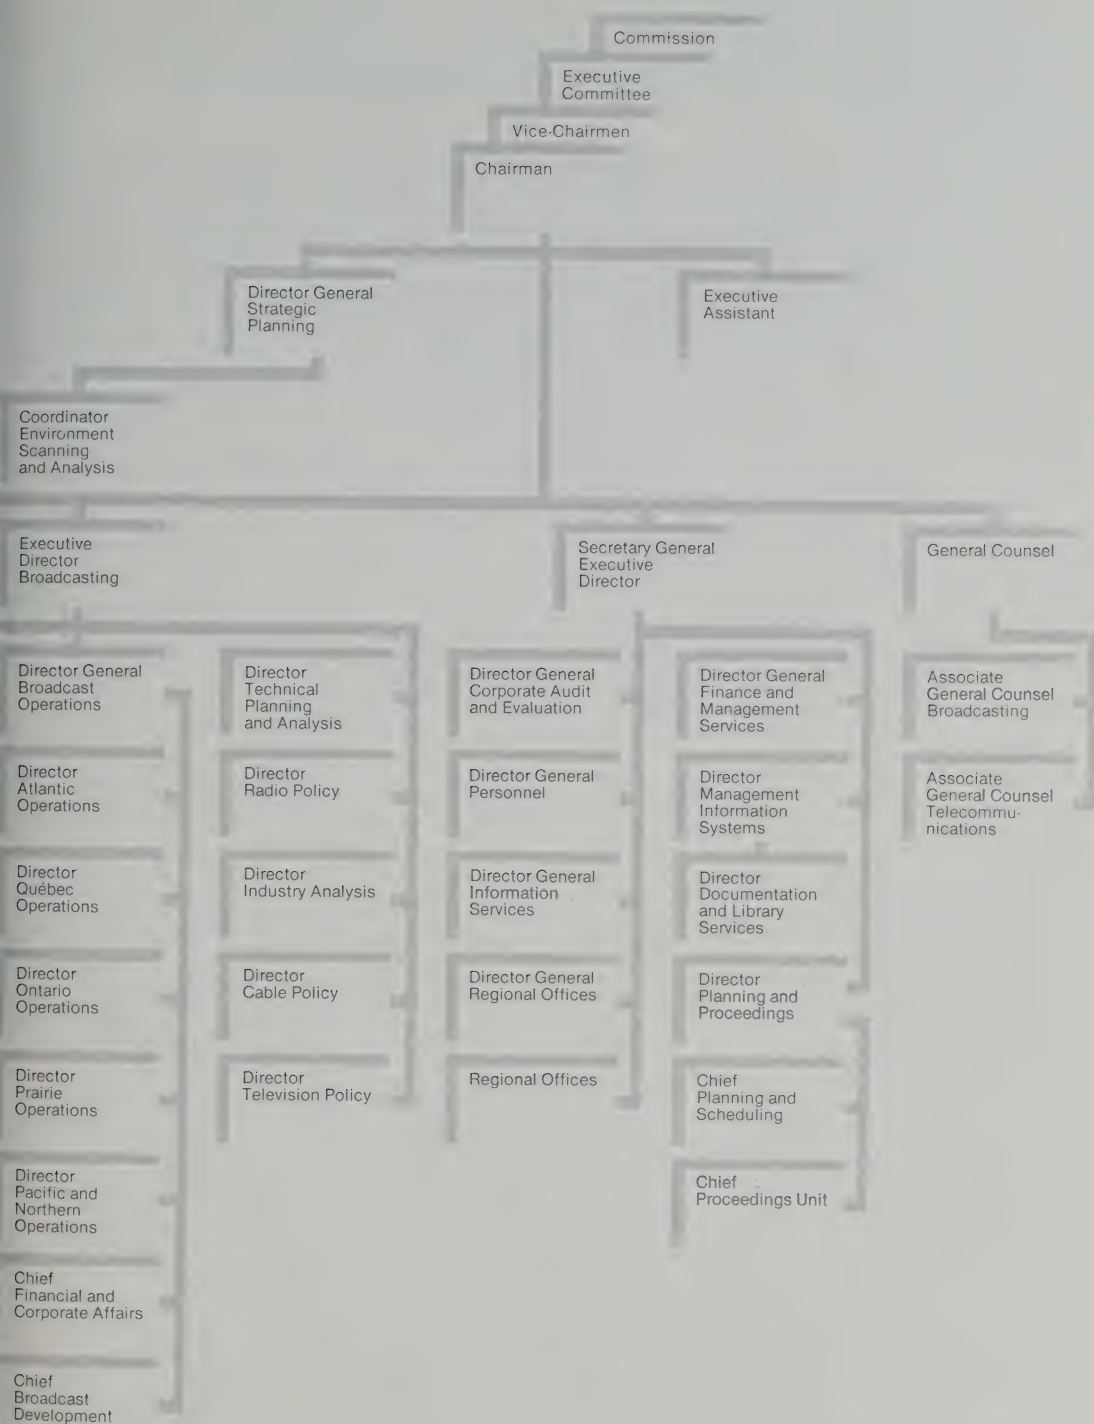 Commission
Executive
Committee
Vice-Chairmen
Chairman
Director General
Strategic
Planning
Executive
Assistant
Coordinator
Environment
Scanning
and Analysis
Executive
Director
Broadcasting
Secretary General
Executive
Director
General Counsel
Director General
Broadcast
Operations
Director
Atlantic
Operations
Director
Québec
Operations
Director
Ontario
Operations
Director
Prairie
Operations
Director
Pacific and
Northern
Operations
Chief
Financial and
Corporate Affairs
Chief
Broadcast
Development
Director
Technical
Planning
and Analysis
Director
Radio Policy
Director
Industry Analysis
Director
Cable Policy
Director
Television Policy
Director General
Corporate Audit
and Evaluation
Director General
Personnel
Director General
Information
Services
Director General
Regional Offices
Regional Offices
Director General
Finance and
Management
Services
Director
Management
Information
Systems
Director
Documentation
and Library
Services
Director
Planning and
Proceedings
Chief
Planning and
Scheduling
Chief
Proceedings Unit
Associate
General Counsel
Broadcasting
Associate
General Counsel
Telecommu-
nications